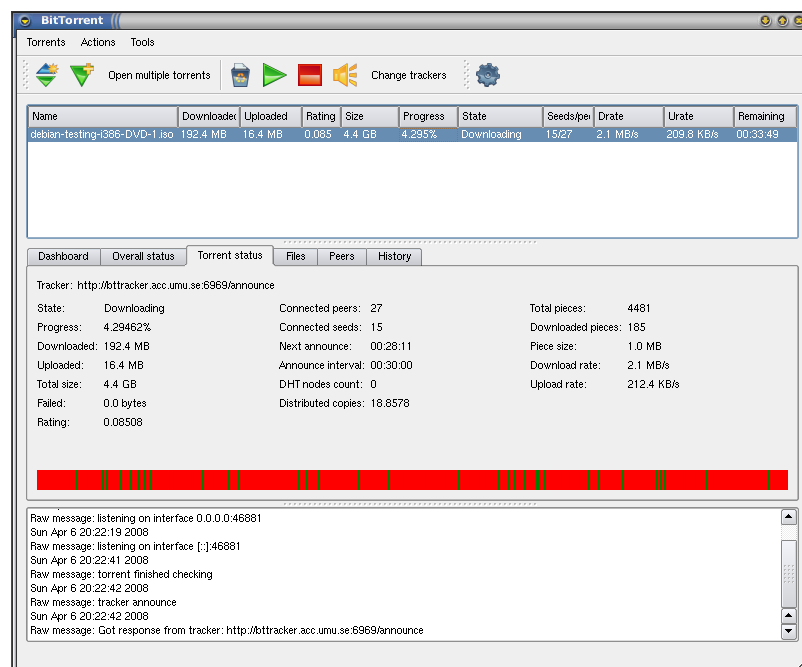 BitTorrent
Torrents Actions Tools
Open multiple torrents Change trackers
Name Downloaded Uploaded Rating Size Progress State Seeds/pee Drate Urate Remaining
debian-testing-i386-DVD-1.iso 192.4 MB 16.4 MB 0.085 4.4 GB 4.295% Downloading 15/27 2.1 MB/s 209.8 KB/s 00:33:49
Dashboard Overall status Torrent status Files Peers History
Tracker: http://bttracker.acc.umu.se:6969/announce
State: Downloading Connected peers: 27 Total pieces: 4481
Progress: 4.29462% Connected seeds: 15 Downloaded pieces: 185
Downloaded: 192.4 MB Next announce: 00:28:11 Piece size: 1.0 MB
Uploaded: 16.4 MB Announce interval: 00:30:00 Download rate: 2.1 MB/s
Total size: 4.4 GB DHT nodes count: 0 Upload rate: 212.4 KB/s
Failed: 0.0 bytes Distributed copies: 18.8578
Rating: 0.08508
Raw message: listening on interface 0.0.0.0:46881
Sun Apr 6 20:22:19 2008
Raw message: listening on interface [::]:46881
Sun Apr 6 20:22:41 2008
Raw message: torrent finished checking
Sun Apr 6 20:22:42 2008
Raw message: tracker announce
Sun Apr 6 20:22:42 2008
Raw message: Got response from tracker: http://bttracker.acc.umu.se:6969/announce